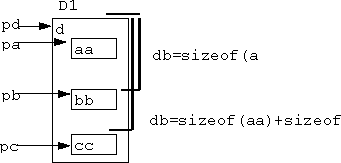 D1
pd
d
pa
aa
db=sizeof(a
pb
bb
db=sizeof(aa)+sizeof
pc
cc